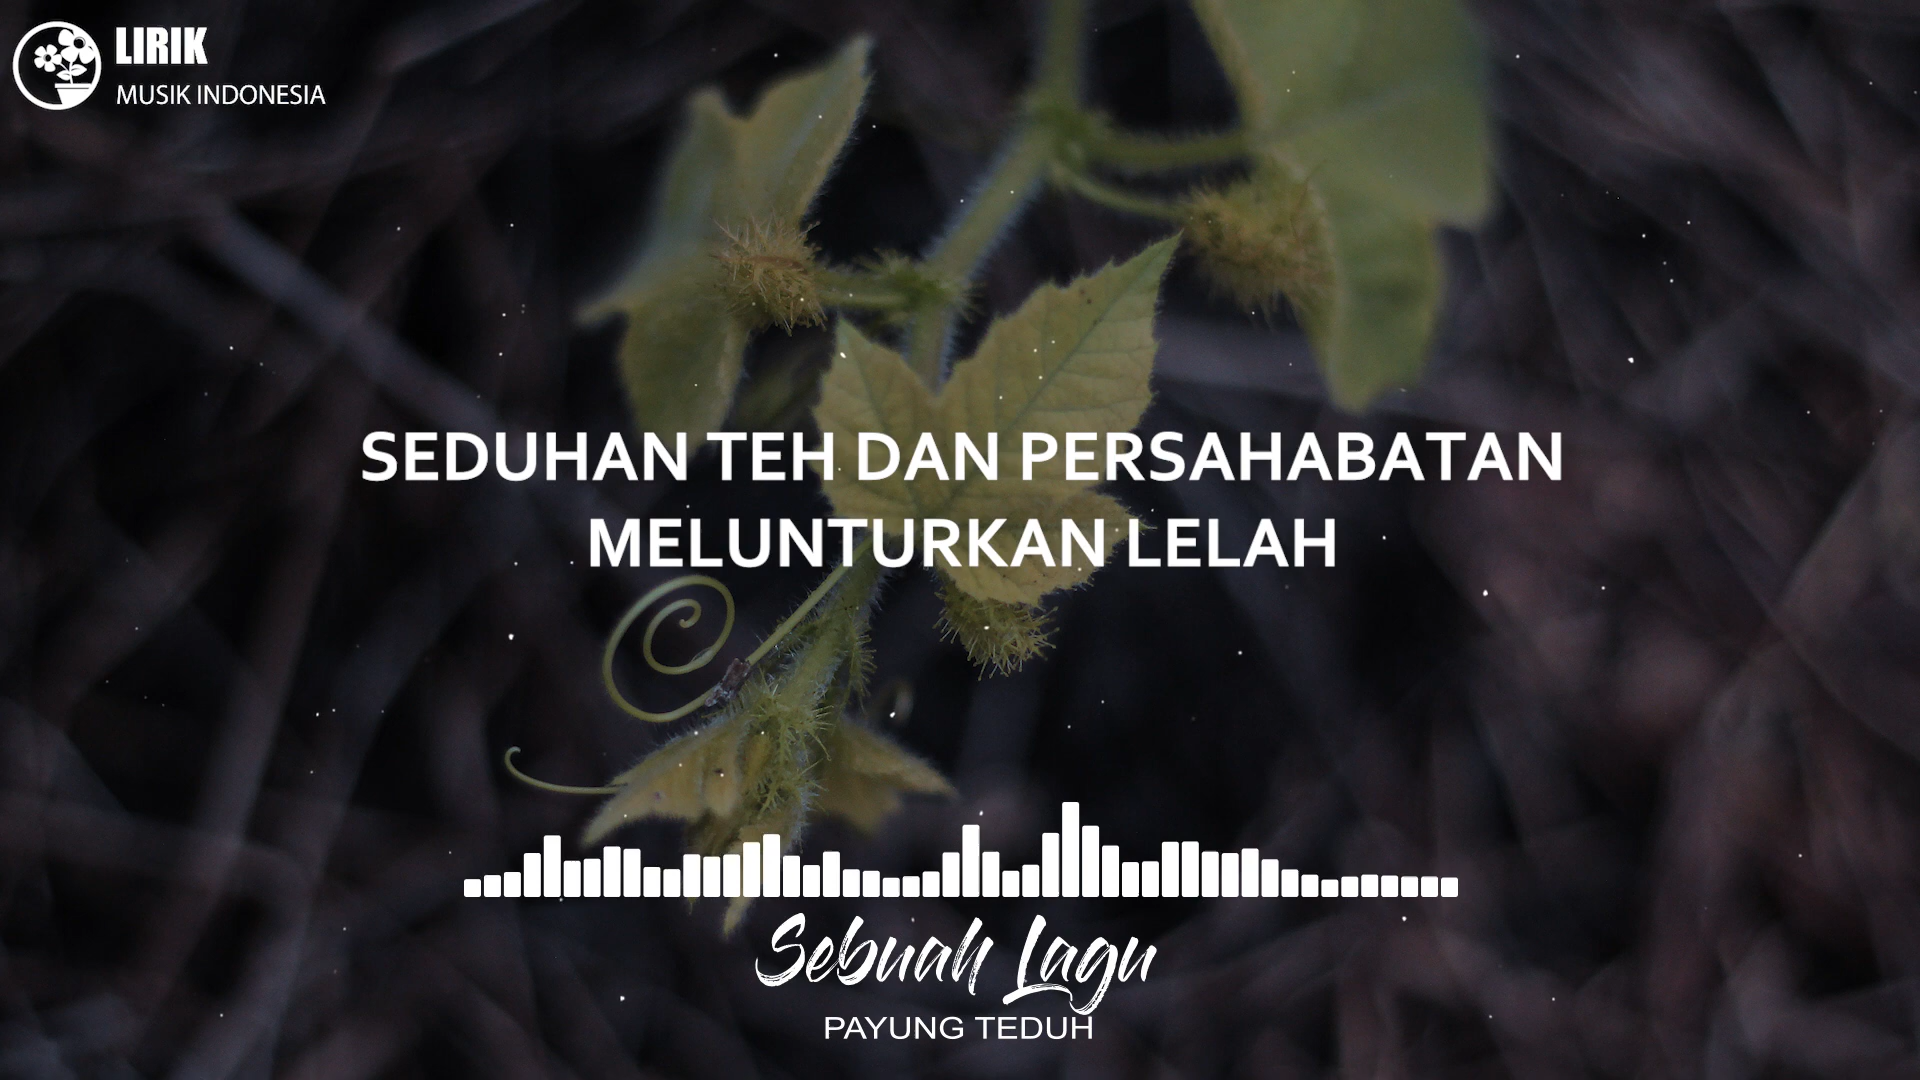 LIRIK
MUSIK INDONESIA
SEDUHAN TEH DAN PERSAHABATAN
MELUNTURKAN LELAH
Sebuah Lagu
PAYUNG TEDUH